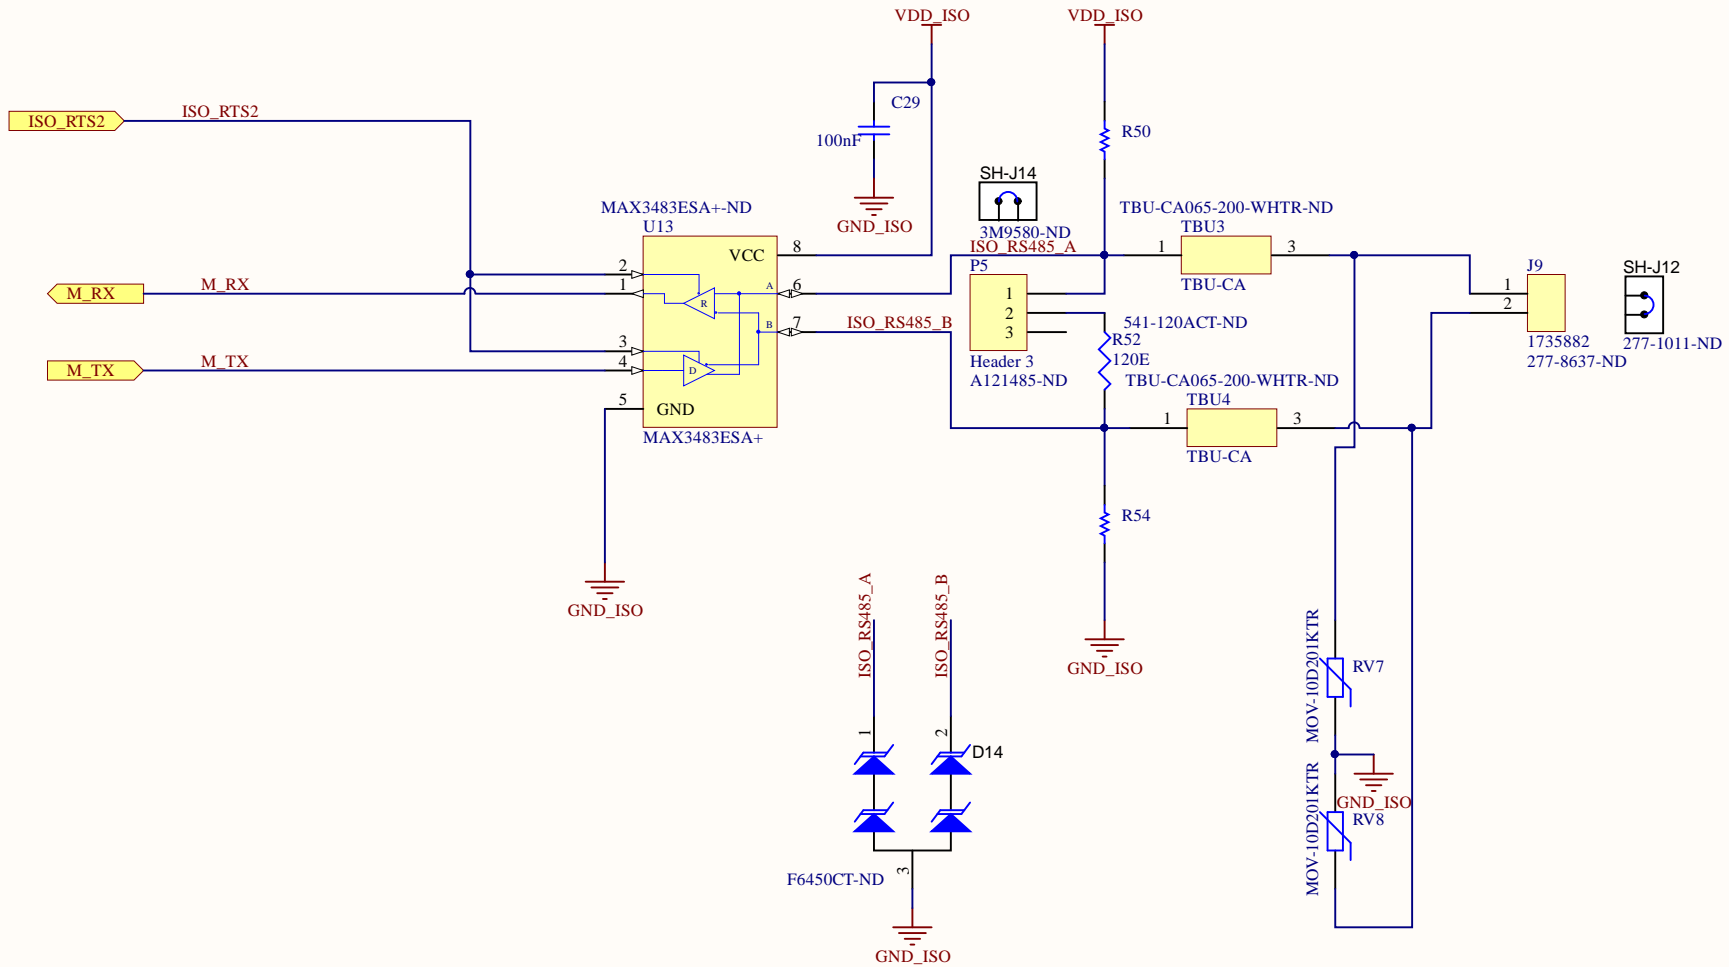 VDD_ISO
VDD_ISO
C29
100nF
GND_ISO
ISO_RTS2
ISO_RTS2
R50
SH-J14
3M9580-ND
MAX3483ESA+-ND
U13
VCC
8
2
1
3
4
5
GND
A
6
B
7
R
D
MAX3483ESA+
M_RX
M_RX
M_TX
M_TX
GND_ISO
ISO_RS485_A
ISO_RS485_B
P5
1
2
3
Header 3
A121485-ND
541-120ACT-ND
R52
120E
TBU-CA065-200-WHTR-ND
TBU3
1
3
TBU-CA
TBU-CA065-200-WHTR-ND
TBU4
1
3
TBU-CA
J9
1
2
1735882
277-8637-ND
SH-J12
277-1011-ND
R54
GND_ISO
ISO_RS485_A
ISO_RS485_B
1
2
D14
3
F6450CT-ND
GND_ISO
MOV-10D201KTR
RV7
GND_ISO
MOV-10D201KTR
RV8